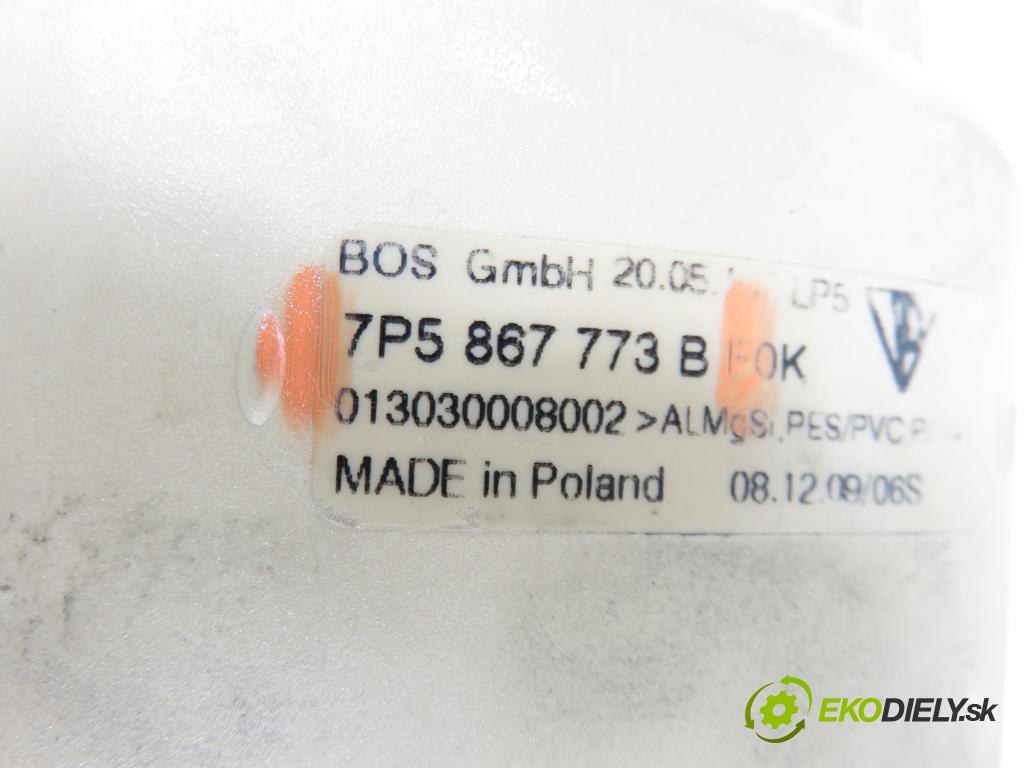 BOS GmbH 20.05. LP5
7P5 867 773 B F0K
013030008002 >ALMgSi, PES/PVC
MADE in Poland 08.12.09/06S
EKODIELY.sk